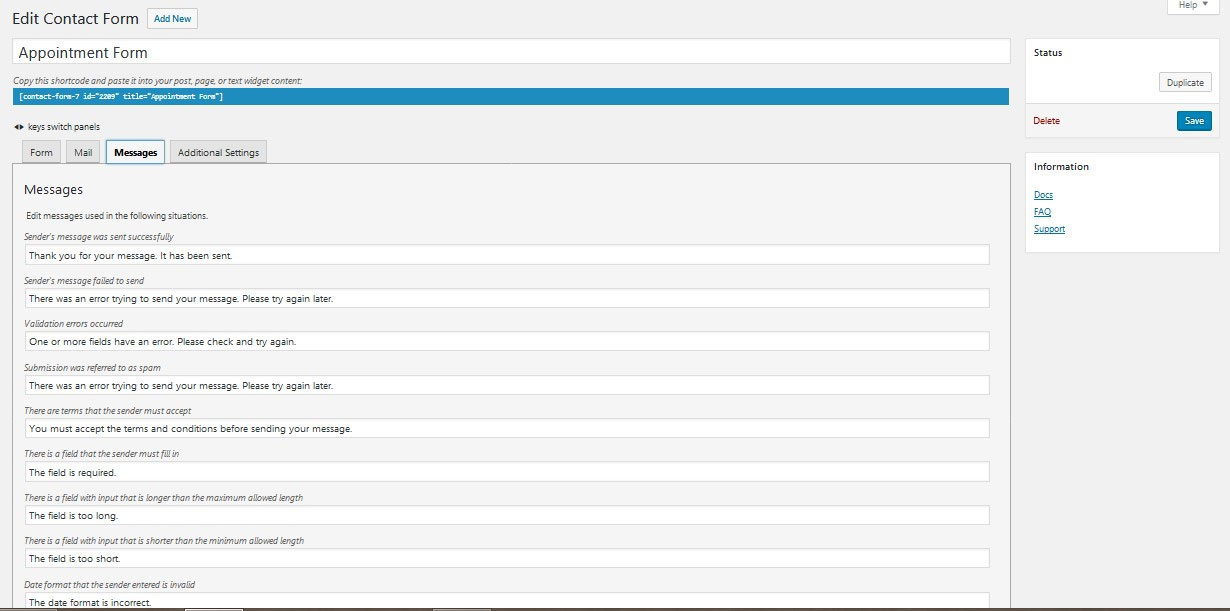 Help ▼
Edit Contact Form Add New
Appointment Form
Copy this shortcode and paste it into your post, page, or text widget content:
[contact-form-7 id="2209" title="Appointment Form"]
keys switch panels
Form Mail Messages Additional Settings
Messages
Edit messages used in the following situations.
Sender's message was sent successfully
Thank you for your message. It has been sent.
Sender's message failed to send
There was an error trying to send your message. Please try again later.
Validation errors occurred
One or more fields have an error. Please check and try again.
Submission was referred to as spam
There was an error trying to send your message. Please try again later.
There are terms that the sender must accept
You must accept the terms and conditions before sending your message.
There is a field that the sender must fill in
The field is required.
There is a field with input that is longer than the maximum allowed length
The field is too long.
There is a field with input that is shorter than the minimum allowed length
The field is too short.
Date format that the sender entered is invalid
The date format is incorrect.
Status
Duplicate
Delete Save
Information
Docs
FAQ
Support